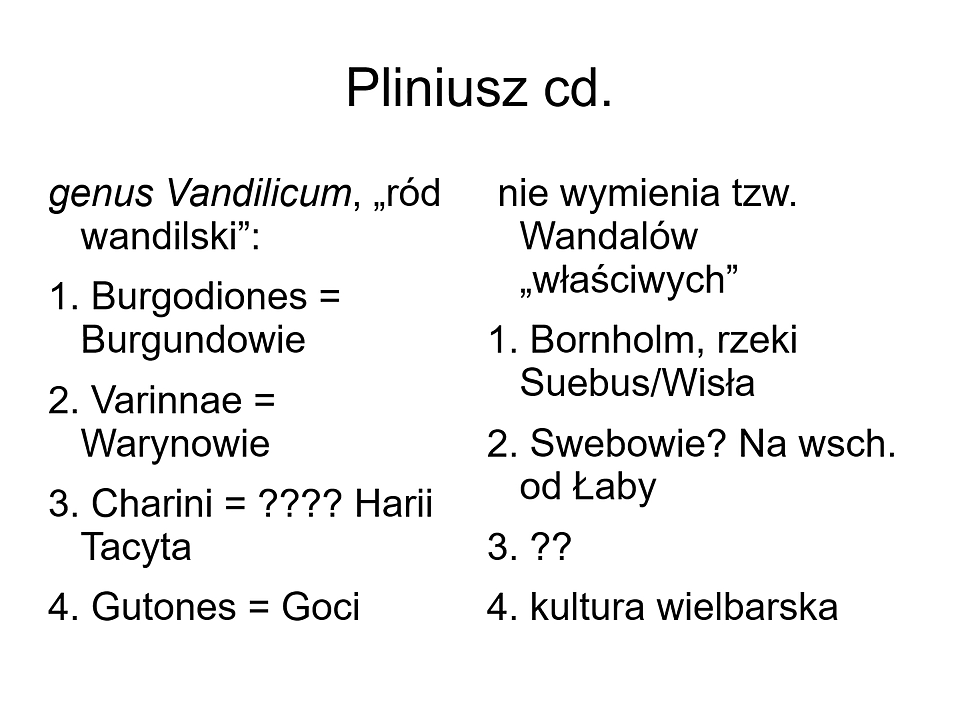 Pliniusz cd.
genus Vandilicum, „ród
wandilski”:
1. Burgodiones =
Burgundowie
2. Varinnae =
Warynowie
3. Charini = ???? Harii
Tacyta
4. Gutones = Goci
nie wymienia tzw.
Wandalów
„właściwych”
1. Bornholm, rzeki
Suebus/Wisła
2. Swebowie? Na wsch.
od Łaby
3. ??
4. kultura wielbarska